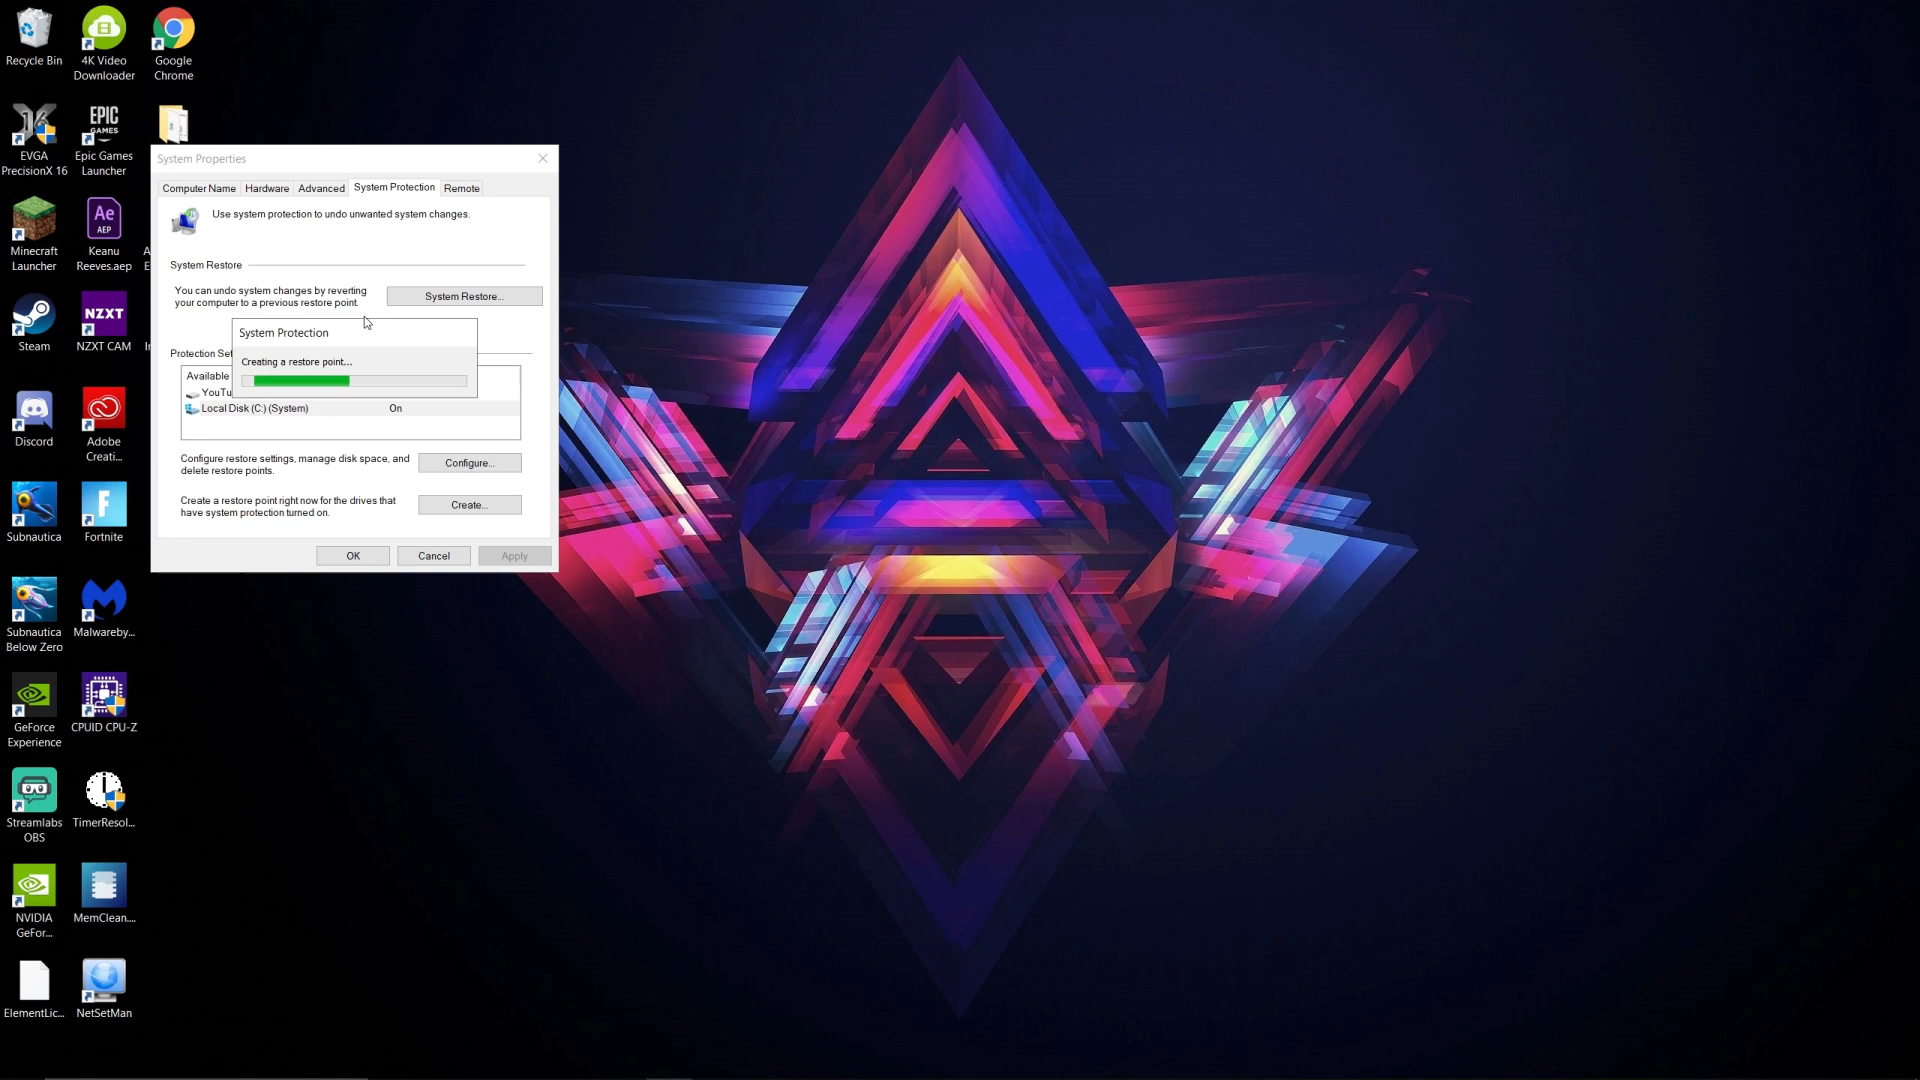 Recycle Bin
4K Video
Downloader
Google
Chrome
EVGA
PrecisionX 16
EPIC
GAMES
Epic Games
Launcher
Minecraft
Launcher
Ae
AEP
Keanu
Reeves.aep
A
E
Steam
NZXT
NZXT CAM
Discord
Adobe
Creati...
Subnautica
Fortnite
Subnautica
Below Zero
Malwareby...
GeForce
Experience
CPUID CPU-Z
Streamlabs
OBS
TimerResol...
NVIDIA
GeFor...
MemClean....
ElementLic...
NetSetMan
System Properties
Computer Name
Hardware
Advanced
System Protection
Remote
Use system protection to undo unwanted system changes.
System Restore
You can undo system changes by reverting
your computer to a previous restore point.
System Restore...
System Protection
Creating a restore point...
Protection Set
Available
YouTu
Local Disk (C:) (System) On
Configure restore settings, manage disk space, and
delete restore points.
Configure...
Create a restore point right now for the drives that
have system protection turned on.
Create...
OK
Cancel
Apply